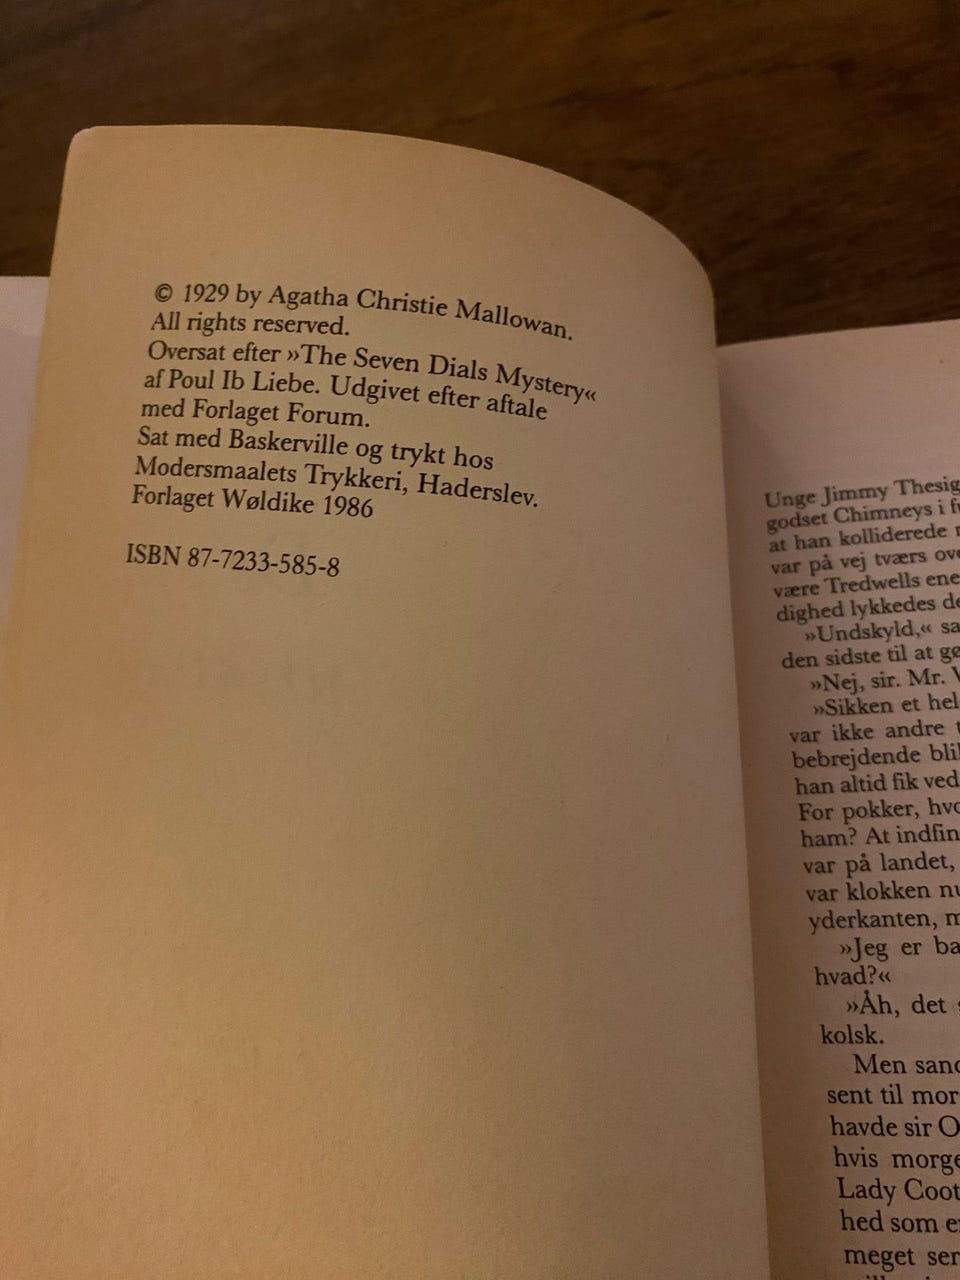 © 1929 by Agatha Christie Mallowan.
All rights reserved.
Oversat efter »The Seven Dials Mystery«
af Poul Ib Liebe. Udgivet efter aftale
med Forlaget Forum.
Sat med Baskerville og trykt hos
Modersmaalets Trykkeri, Haderslev.
Forlaget Wøldike 1986
ISBN 87-7233-585-8
Unge Jimmy Thesig
godset Chimneys i
at han kolliderede
var på vej tværs
være Tredwells
dighed lykkedes
»Undskyld,«
den sidste til at
»Nej, sir. Mr.
»Sikken et
var ikke andre
bebrejdende
han altid fik ved
For pokker,
ham? At
var på landet,
var klokken
yderkanten,
»Jeg er
hvad?«
»Åh, det
kolsk.
Men
sent til
havde sir
hvis
Lady
hed som
meget